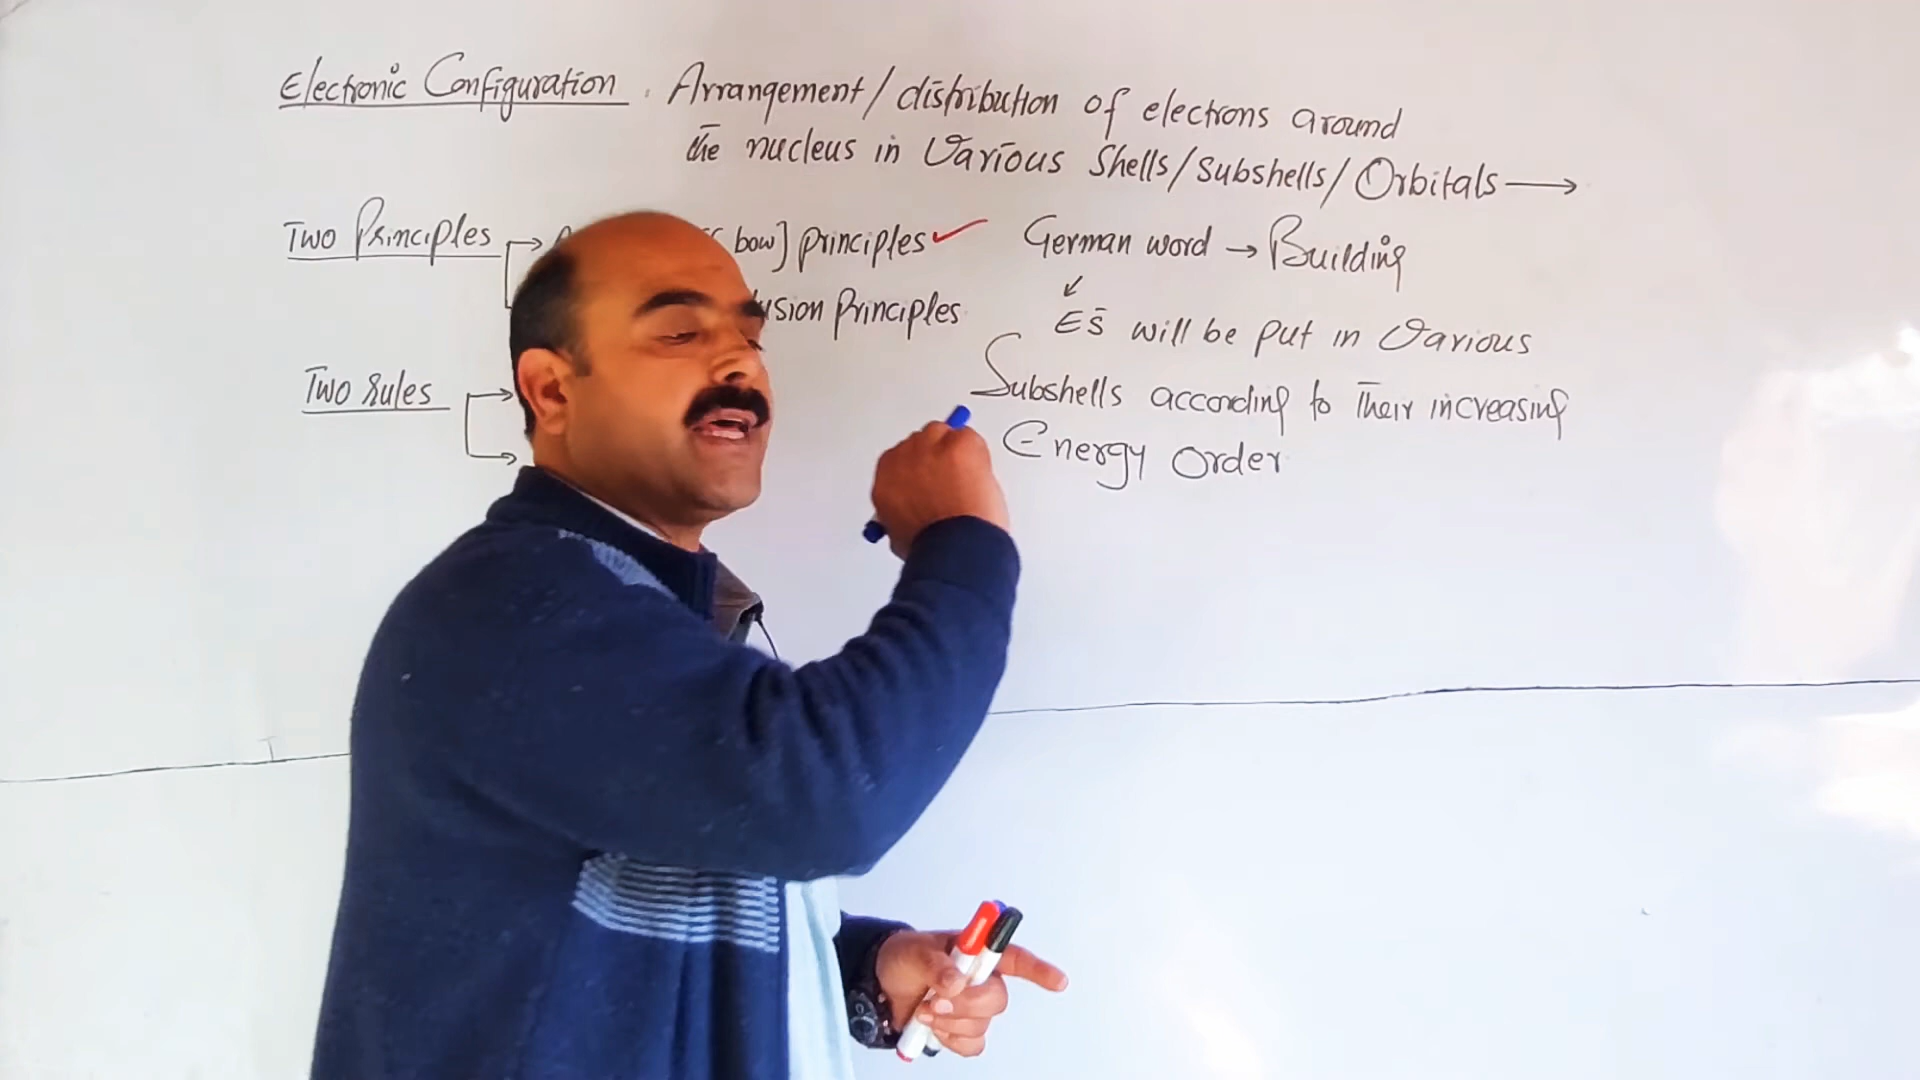 Electronic Configuration. Arrangement/distribution of electrons around
the nucleus in Various Shells/Subshells/Orbitals →
Two Principles → bow] principles ✓ German word → Building
Principles ēs will be put in Various
Two rules Subshells according to Their increasing
Energy order